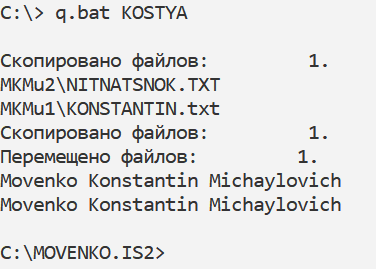 C:\> q.bat KOSTYA
Скопировано файлов: 1.
MKMu2\NITNATSNOK.TXT
MKMu1\KONSTANTIN.txt
Скопировано файлов: 1.
Перемещено файлов: 1.
Movenko Konstantin Michaylovich
Movenko Konstantin Michaylovich
C:\MOVENKO.IS2>